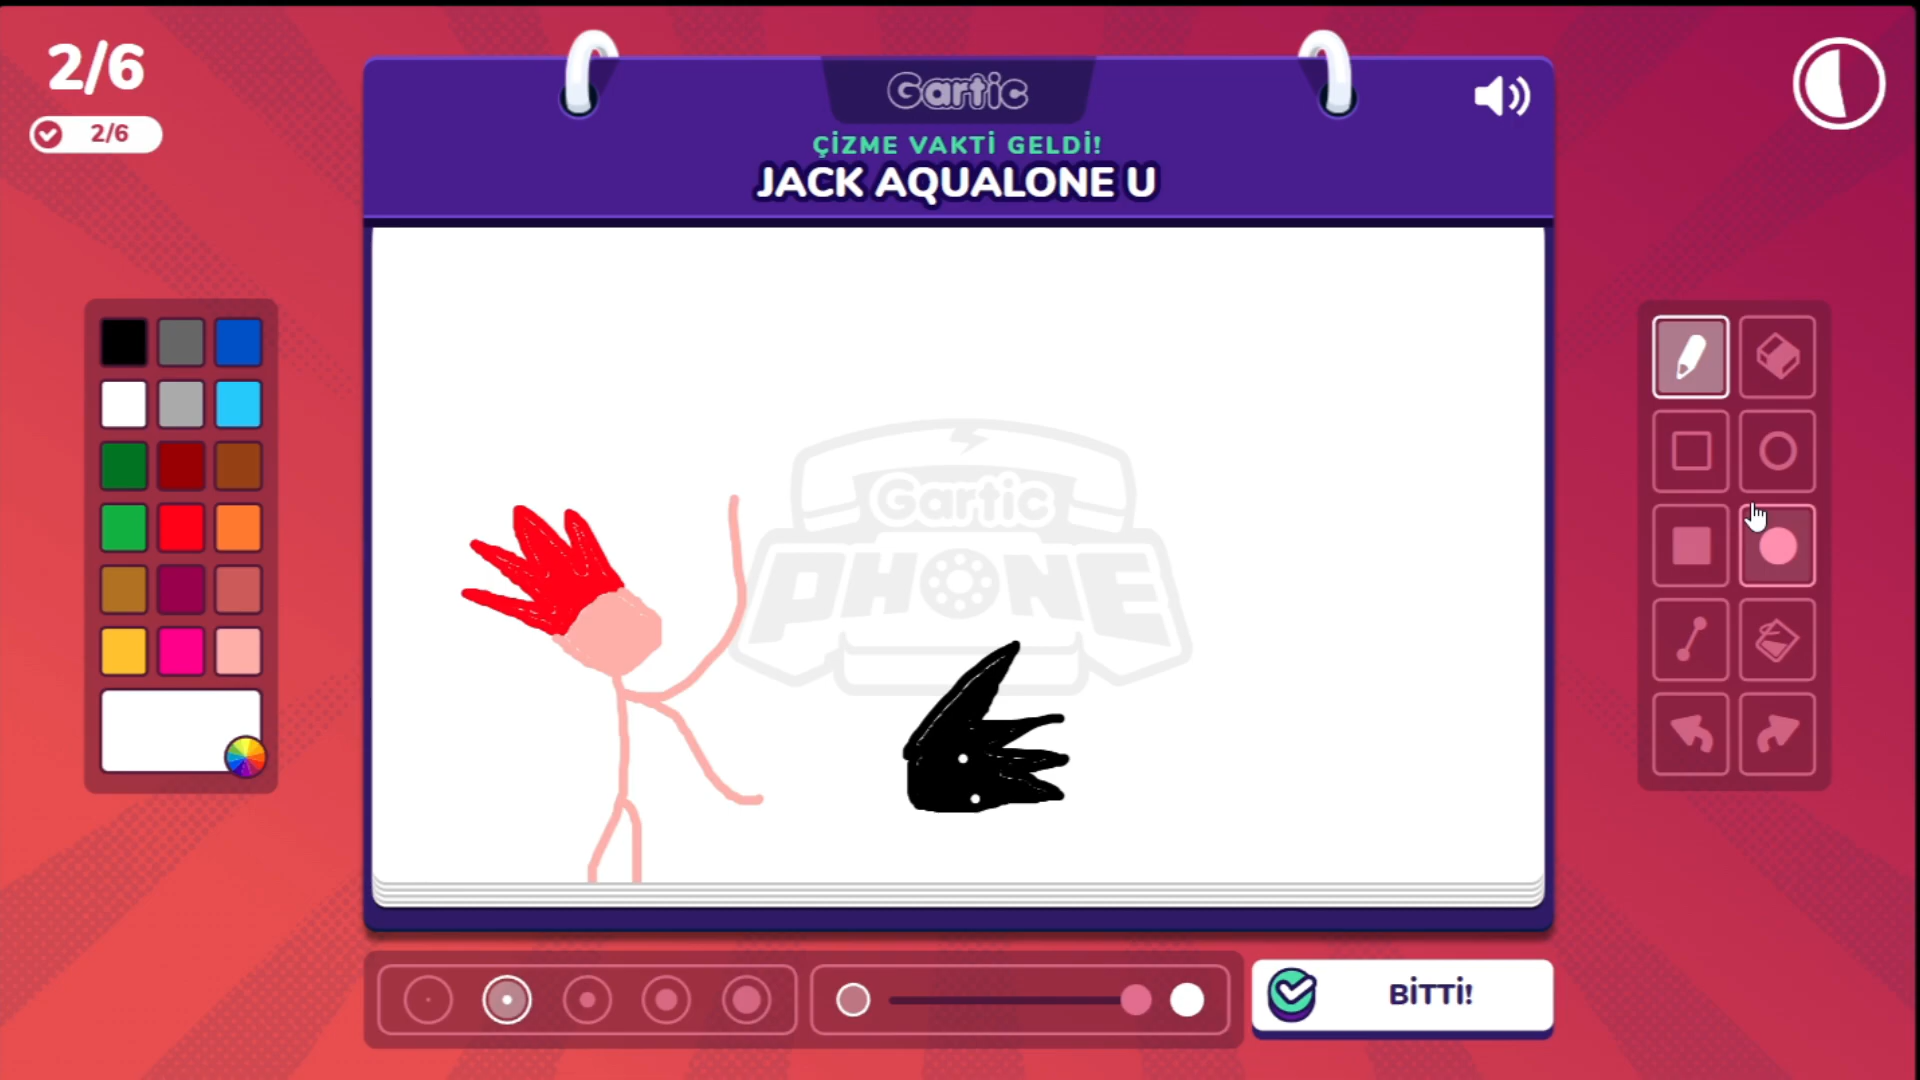 2/6
2/6
Gartic
ÇİZME VAKTİ GELDİ!
JACK AQUALONE U
Gartic
PHONE
BİTTİ!